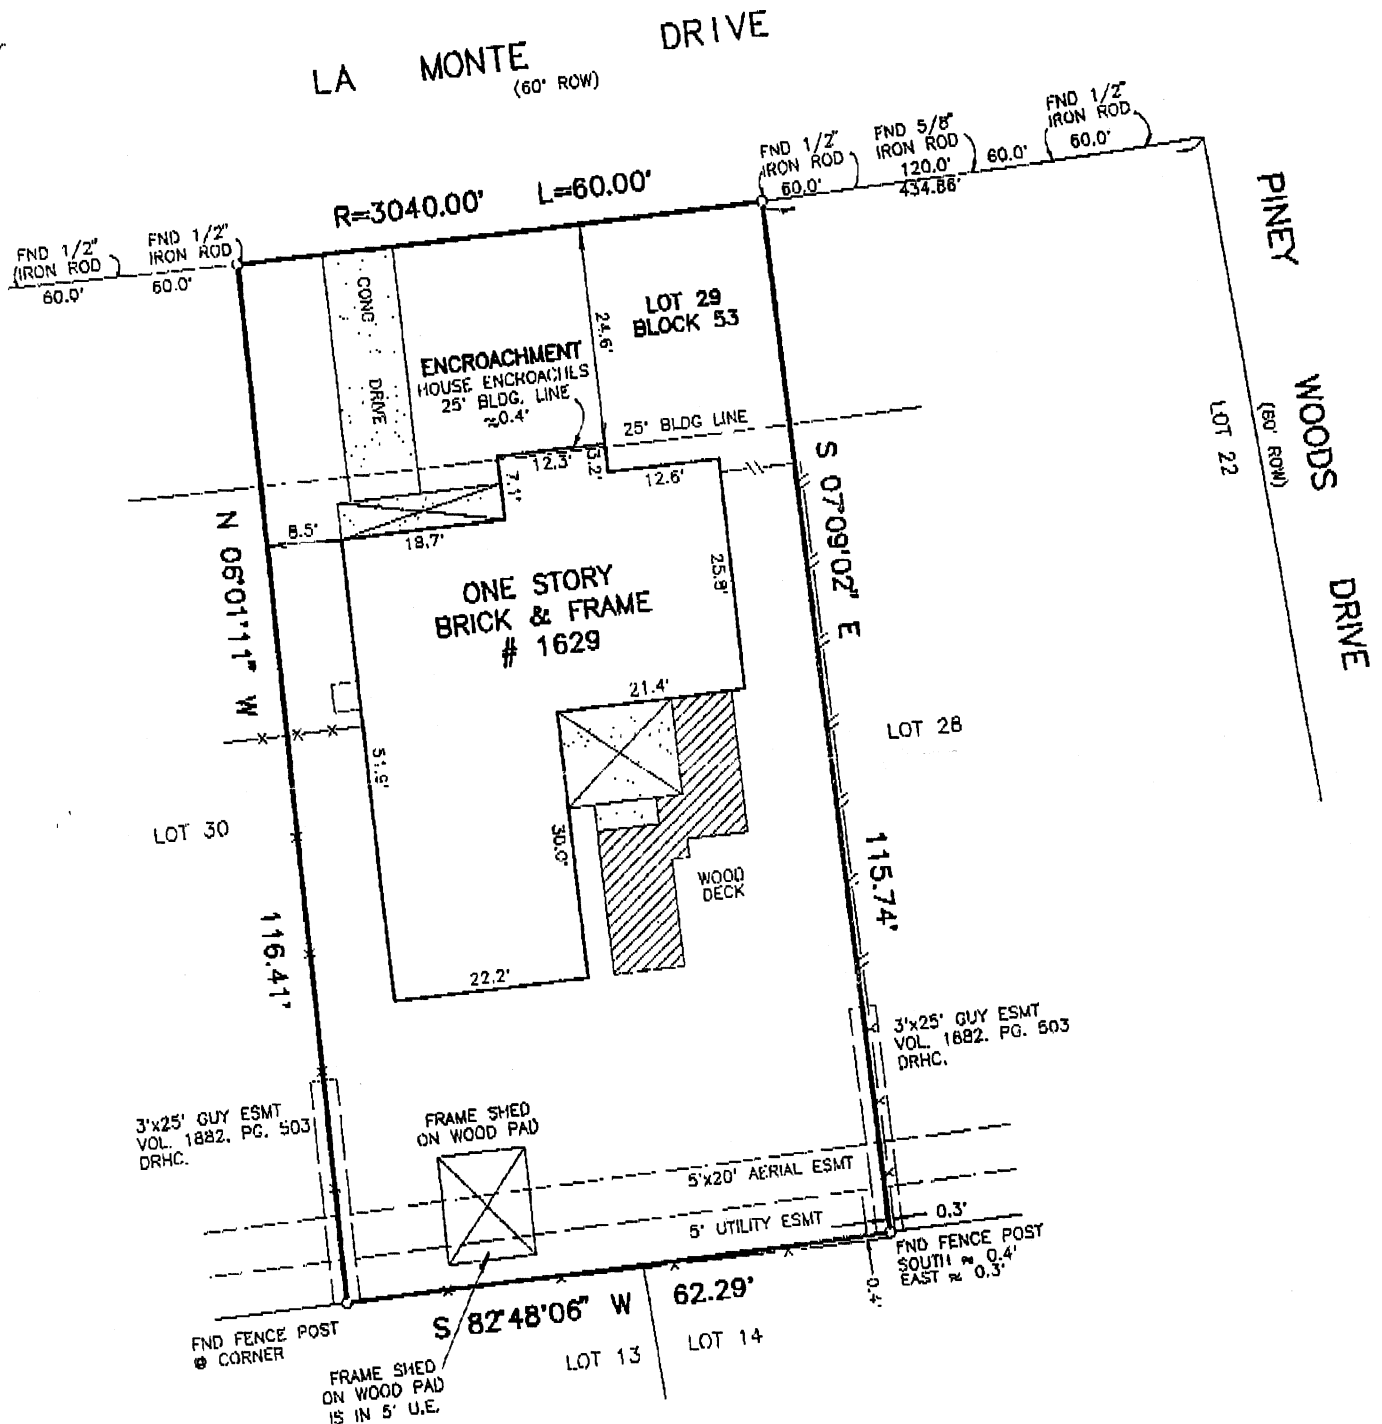 LA MONTE DRIVE
(60' ROW)
FND 1/2"
IRON ROD
60.0'
FND 1/2"
IRON ROD
60.0'
R=3040.00' L=60.00'
FND 1/2"
IRON ROD
60.0'
FND 5/8"
IRON ROD
120.0'
434.86'
60.0'
FND 1/2"
IRON ROD
60.0'
PINEY WOODS DRIVE
(60' ROW)
LOT 22
CONC DRIVE
LOT 29
BLOCK 53
24.6'
ENCROACHMENT
HOUSE ENCROACHES
25' BLDG. LINE
≈0.4'
25' BLDG LINE
12.3'
5.2'
12.6'
7.1'
8.5'
18.7'
N 06°01'11" W
116.41'
S 07°09'02" E
115.74'
ONE STORY
BRICK & FRAME
# 1629
25.8'
21.4'
51.9'
30.0'
22.2'
WOOD
DECK
LOT 28
LOT 30
3'x25' GUY ESMT
VOL. 1882. PG. 503
DRHC.
3'x25' GUY ESMT
VOL. 1882. PG. 503
DRHC.
FRAME SHED
ON WOOD PAD
5'x20' AERIAL ESMT
5' UTILITY ESMT
0.3'
FND FENCE POST
SOUTH ≈ 0.4'
EAST ≈ 0.3'
0.4'
S 82°48'06" W 62.29'
FND FENCE POST
@ CORNER
LOT 13
LOT 14
FRAME SHED
ON WOOD PAD
IS IN 5' U.E.